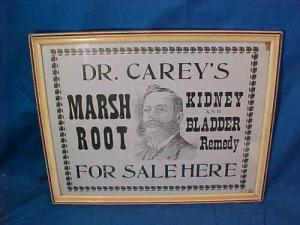 DR. CAREY'S
MARSH
ROOT
KIDNEY
AND
BLADDER
Remedy
FOR SALE HERE